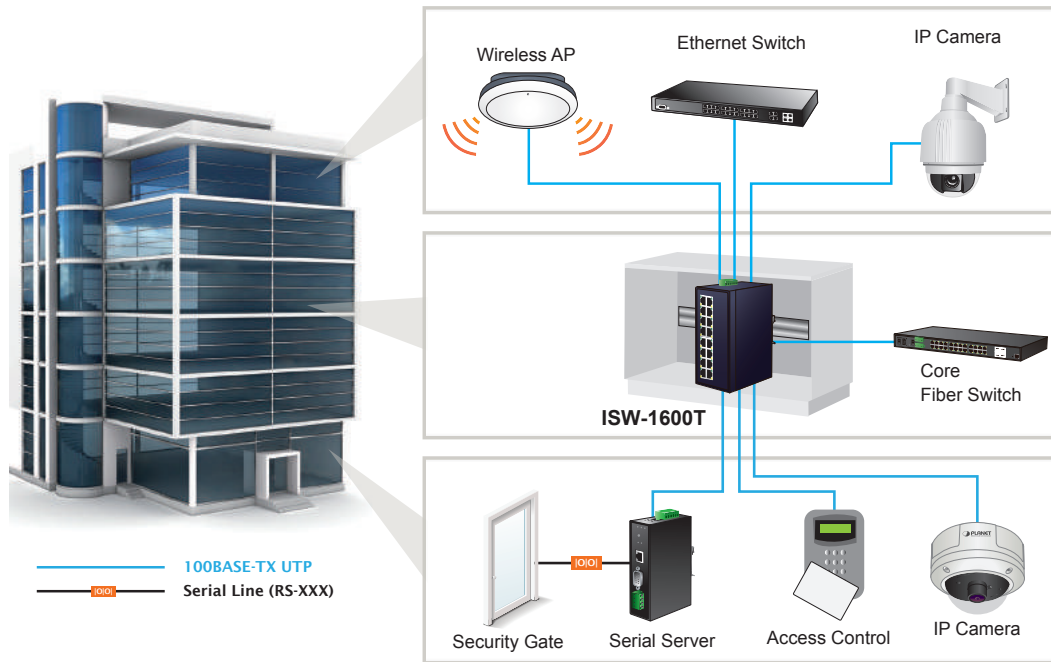 Wireless AP
Ethernet Switch
IP Camera
Core
Fiber Switch
ISW-1600T
PLANET
100BASE-TX UTP
|O|O|
Serial Line (RS-XXX)
|O|O|
Security Gate
Serial Server
Access Control
IP Camera